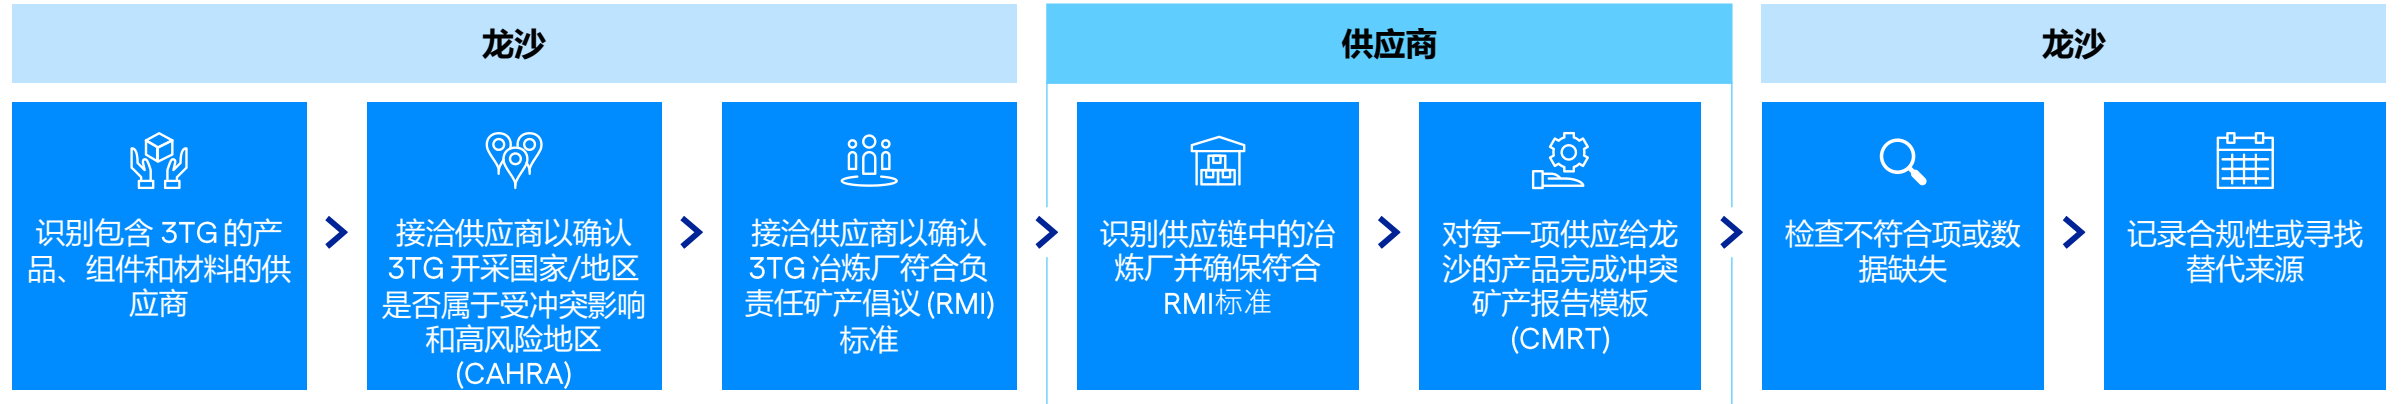 龙沙
供应商
龙沙
识别包含 3TG 的产
品、组件和材料的供
应商
接洽供应商以确认
3TG 开采国家/地区
是否属于受冲突影响
和高风险地区
(CAHRA)
接洽供应商以确认
3TG 冶炼厂符合负
责任矿产倡议 (RMI)
标准
识别供应链中的冶
炼厂并确保符合
RMI标准
对每一项供应给龙
沙的产品完成冲突
矿产报告模板
(CMRT)
检查不符合项或数
据缺失
记录合规性或寻找
替代来源